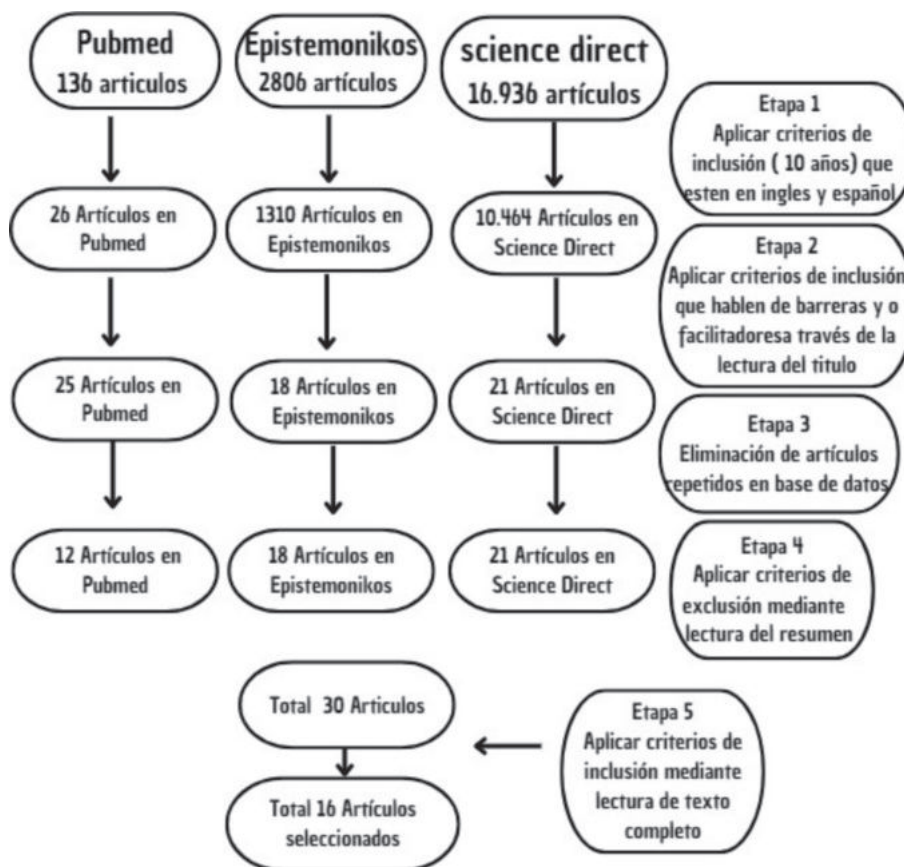 Pubmed
136 articulos
Epistemonikos
2806 artículos
science direct
16.936 artículos
Etapa 1
Aplicar criterios de
inclusión ( 10 años) que
esten en ingles y español
26 Artículos en
Pubmed
1310 Artículos en
Epistemonikos
10.464 Artículos en
Science Direct
Etapa 2
Aplicar criterios de inclusión
que hablen de barreras y o
facilitadoresa través de la
lectura del titulo
25 Artículos en
Pubmed
18 Artículos en
Epistemonikos
21 Artículos en
Science Direct
Etapa 3
Eliminación de artículos
repetidos en base de datos
12 Artículos en
Pubmed
18 Artículos en
Epistemonikos
21 Artículos en
Science Direct
Etapa 4
Aplicar criterios de
exclusión mediante
lectura del resumen
Total 30 Articulos
Total 16 Artículos
seleccionados
Etapa 5
Aplicar criterios de
inclusión mediante
lectura de texto
completo